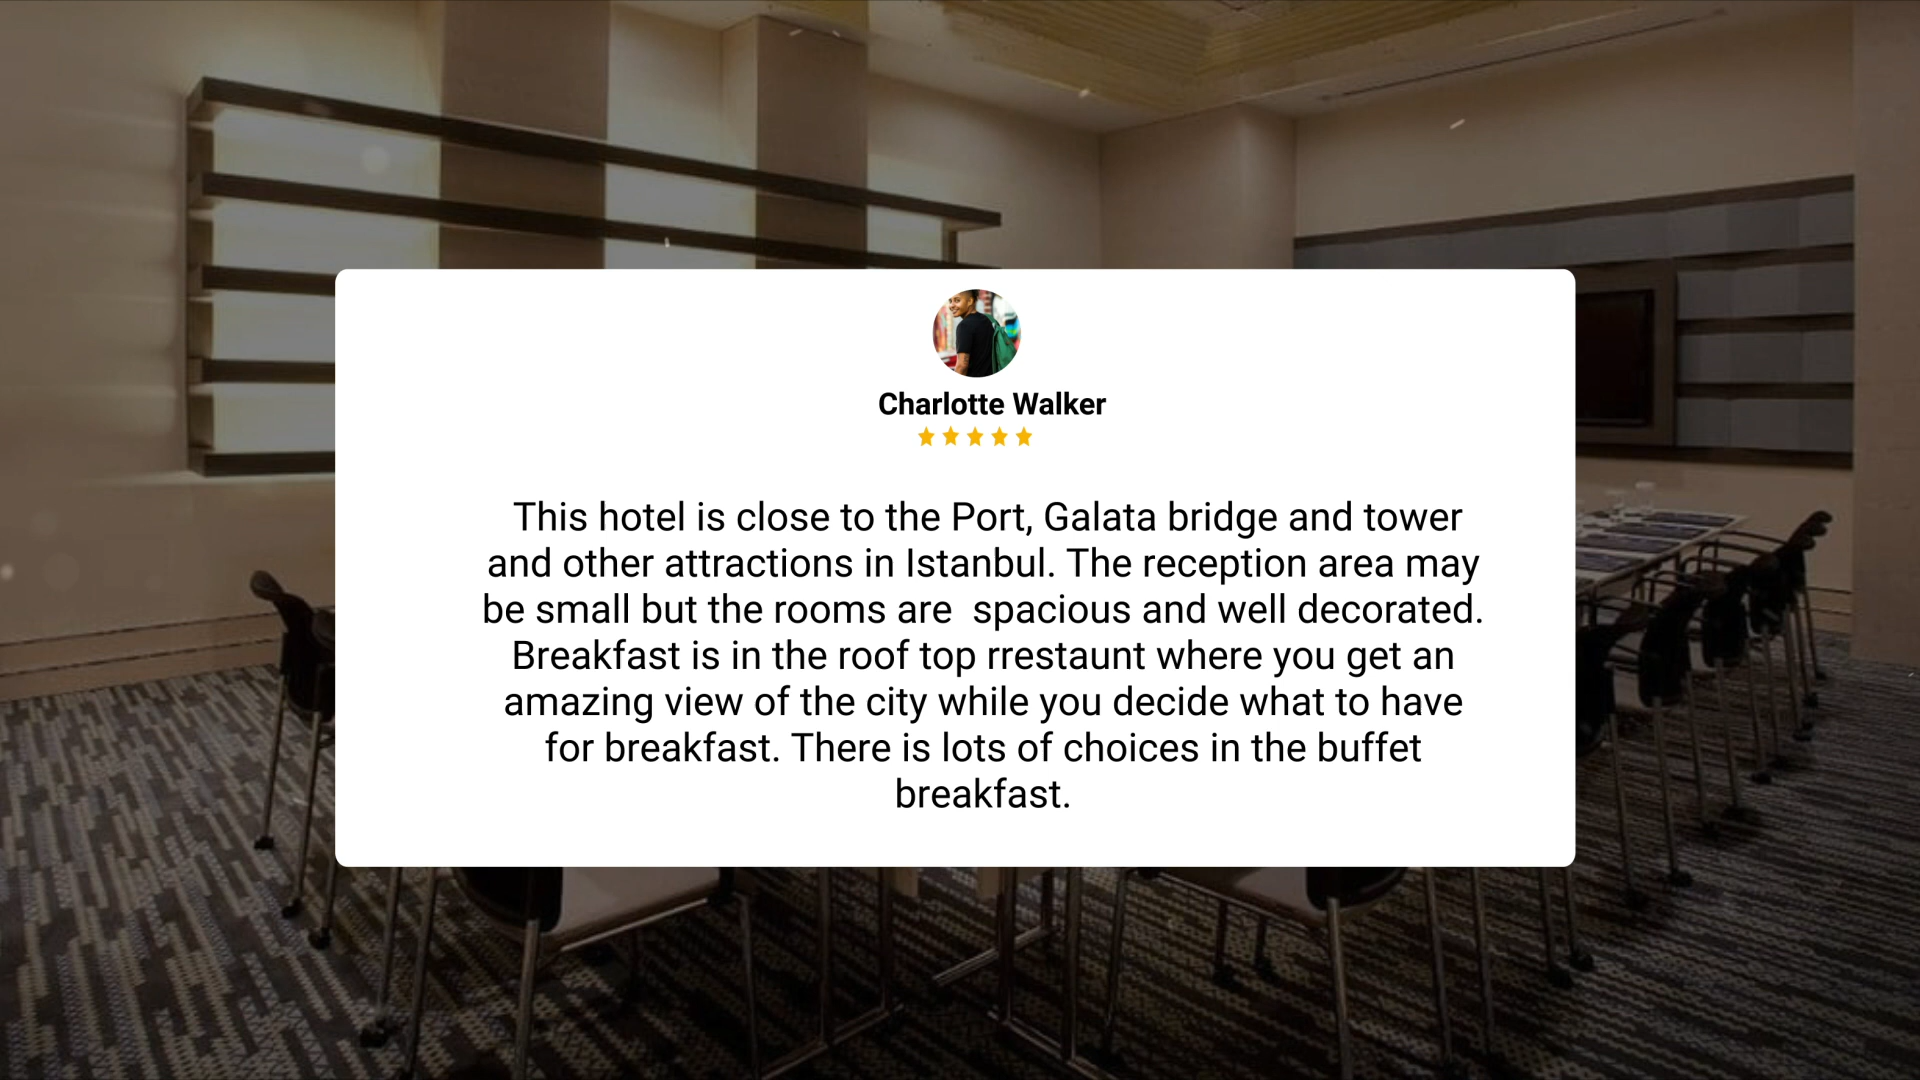 Charlotte Walker
This hotel is close to the Port, Galata bridge and tower
and other attractions in Istanbul. The reception area may
be small but the rooms are  spacious and well decorated.
Breakfast is in the roof top rrestaunt where you get an
amazing view of the city while you decide what to have
for breakfast. There is lots of choices in the buffet
breakfast.